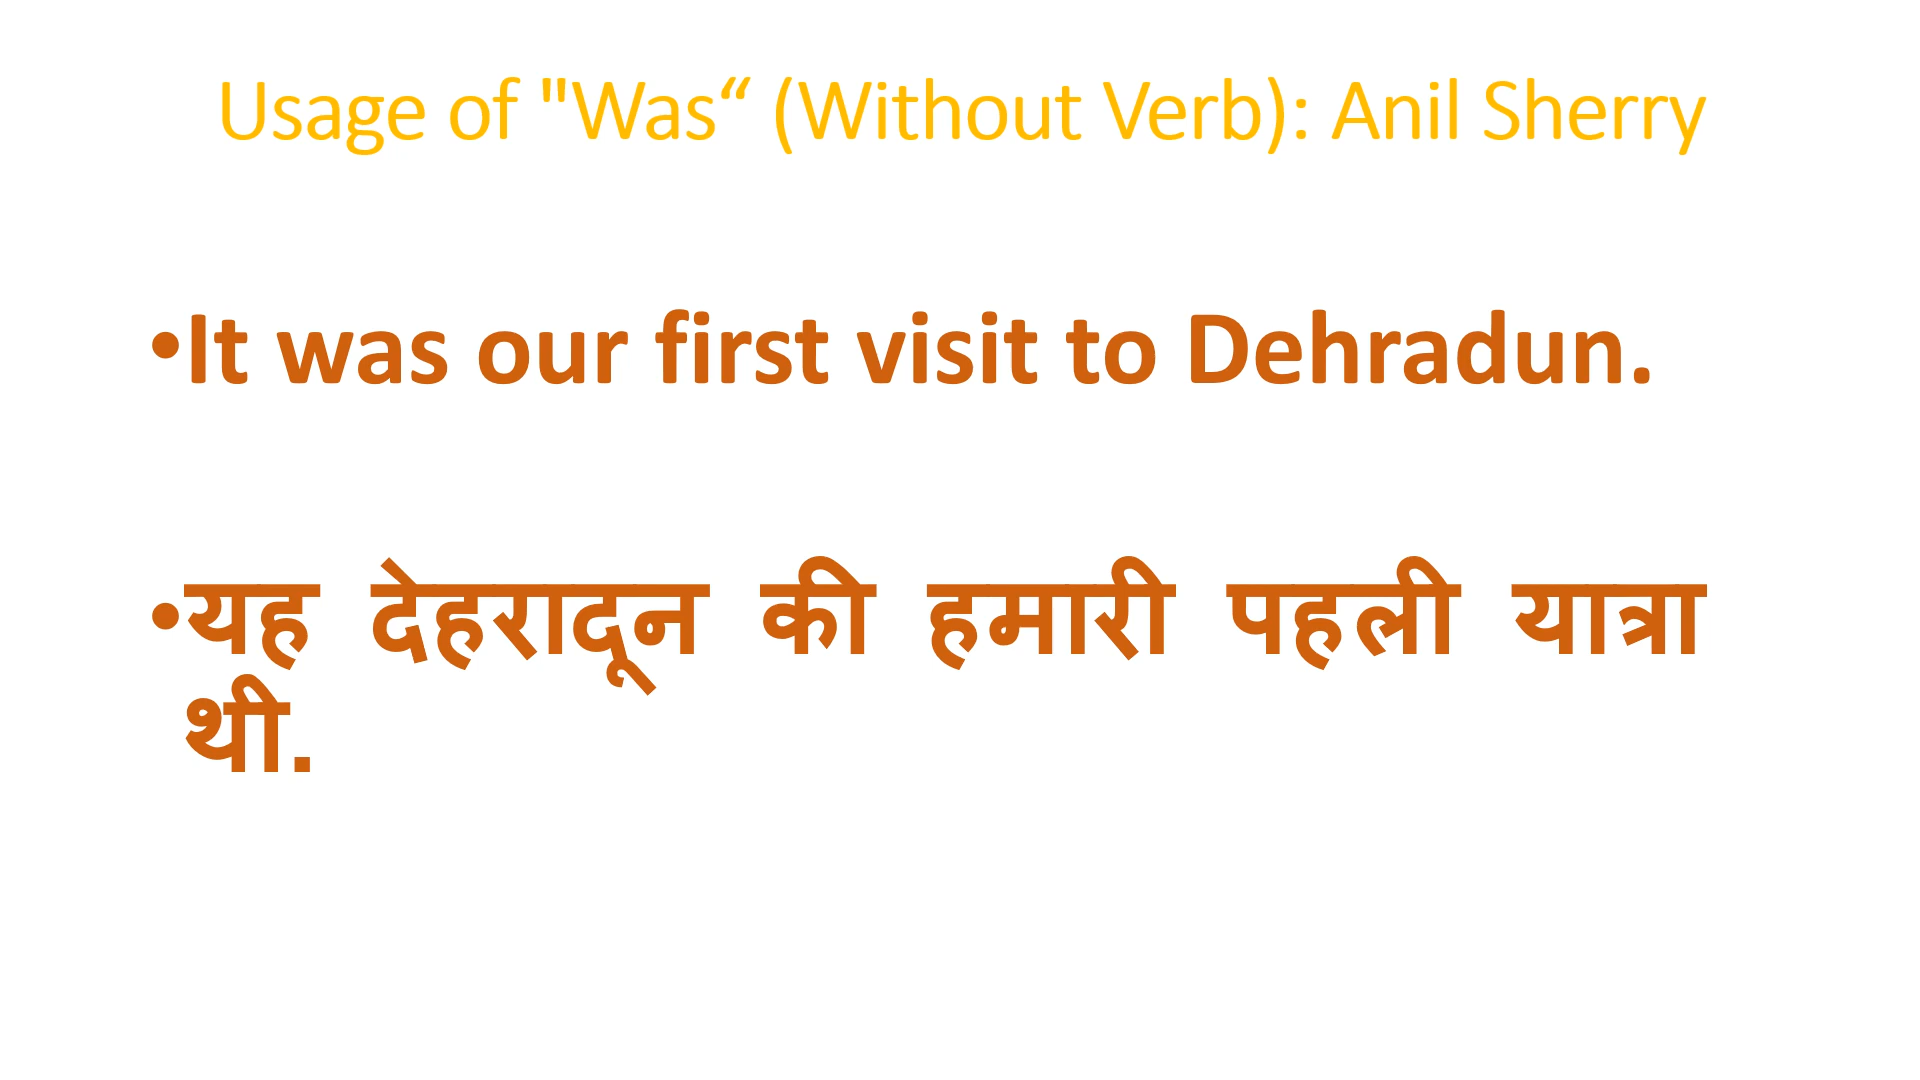 Usage of "Was“ (Without Verb): Anil Sherry
•It was our first visit to Dehradun.
•यह देहरादून की हमारी पहली यात्रा
थी.